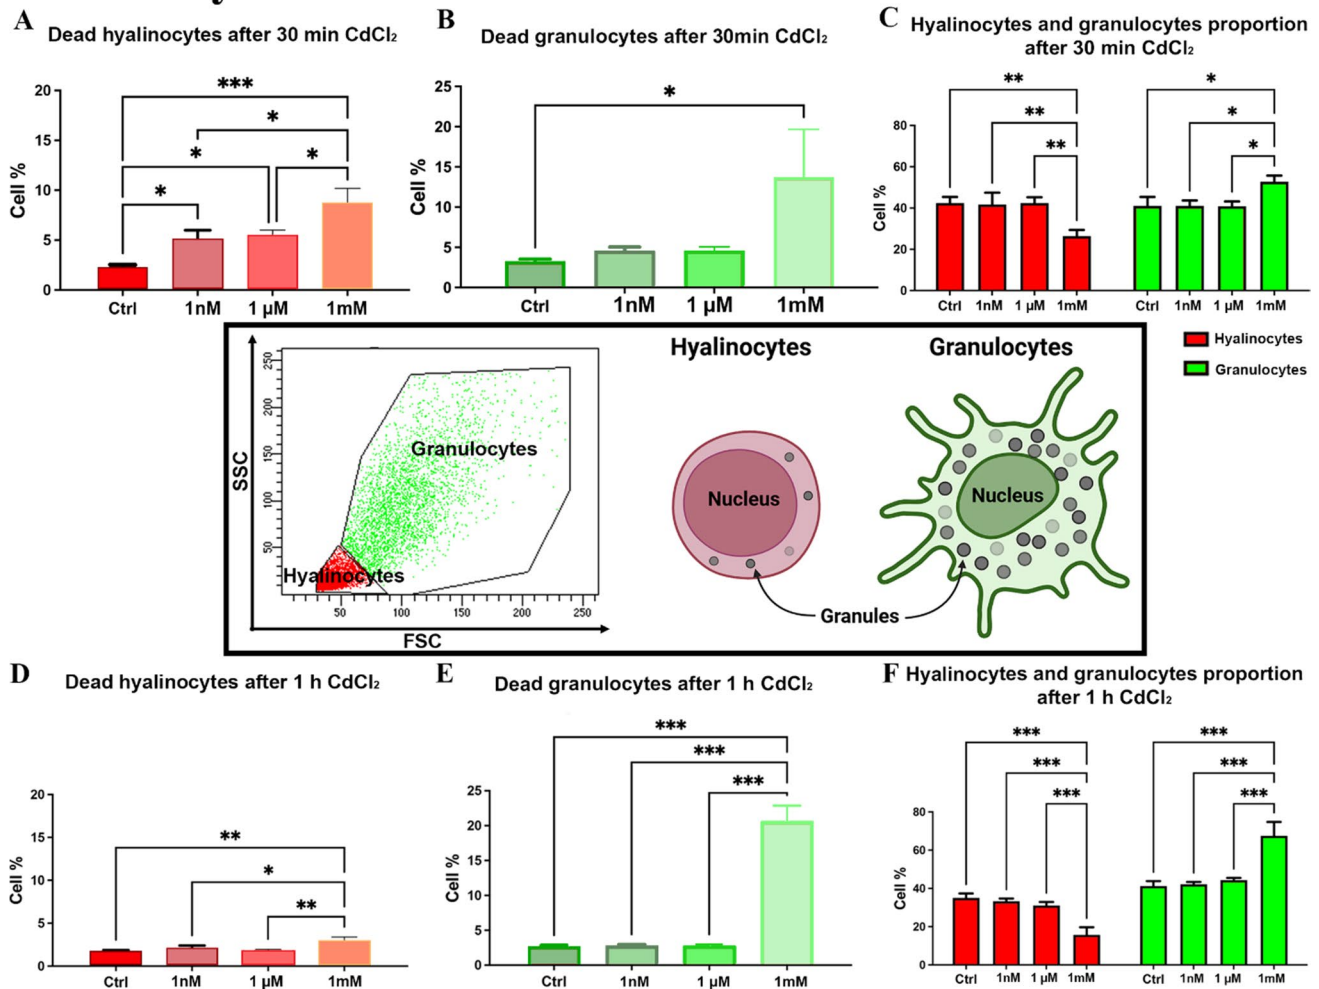 A
Dead hyalinocytes after 30 min CdCl₂
Cell %
20
15
10
5
0
***
*
*
*
*
Ctrl 1nM 1 µM 1mM
B
Dead granulocytes after 30min CdCl₂
Cell %
25
20
15
10
5
0
*
Ctrl 1nM 1 µM 1mM
C
Hyalinocytes and granulocytes proportion
after 30 min CdCl₂
Cell %
80
60
40
20
0
** *
** *
** *
Ctrl 1nM 1 µM 1mM Ctrl 1nM 1 µM 1mM
Hyalinocytes
Granulocytes
SSC
250
200
150
100
50
Granulocytes
Hyalinocytes
50 100 150 200 250
FSC
Hyalinocytes Granulocytes
Nucleus Nucleus
Granules
D
Dead hyalinocytes after 1 h CdCl₂
Cell %
20
15
10
5
0
**
*
**
Ctrl 1nM 1 µM 1mM
E
Dead granulocytes after 1 h CdCl₂
Cell %
25
20
15
10
5
0
***
***
***
Ctrl 1nM 1 µM 1mM
F
Hyalinocytes and granulocytes proportion
after 1 h CdCl₂
Cell %
80
60
40
20
0
*** ***
*** ***
*** ***
Ctrl 1nM 1 µM 1mM Ctrl 1nM 1 µM 1mM